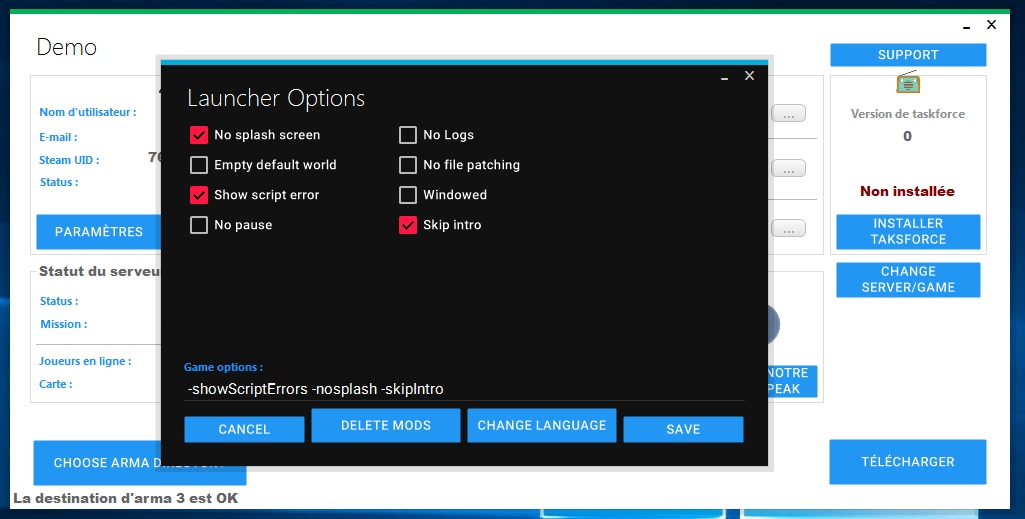 Demo
SUPPORT
Nom d'utilisateur :
E-mail :
Steam UID :
Status :
PARAMÈTRES
...
...
...
Version de taskforce
0
Non installée
INSTALLER
TAKSFORCE
CHANGE
SERVER/GAME
Launcher Options
No splash screen
No Logs
Empty default world
No file patching
Show script error
Windowed
No pause
Skip intro
Game options :
-showScriptErrors -nosplash -skipIntro
CANCEL
DELETE MODS
CHANGE LANGUAGE
SAVE
Statut du serveu
Status :
Mission :
Joueurs en ligne :
Carte :
NOTRE
PEAK
CHOOSE ARMA DIRECTORY
TÉLÉCHARGER
La destination d'arma 3 est OK